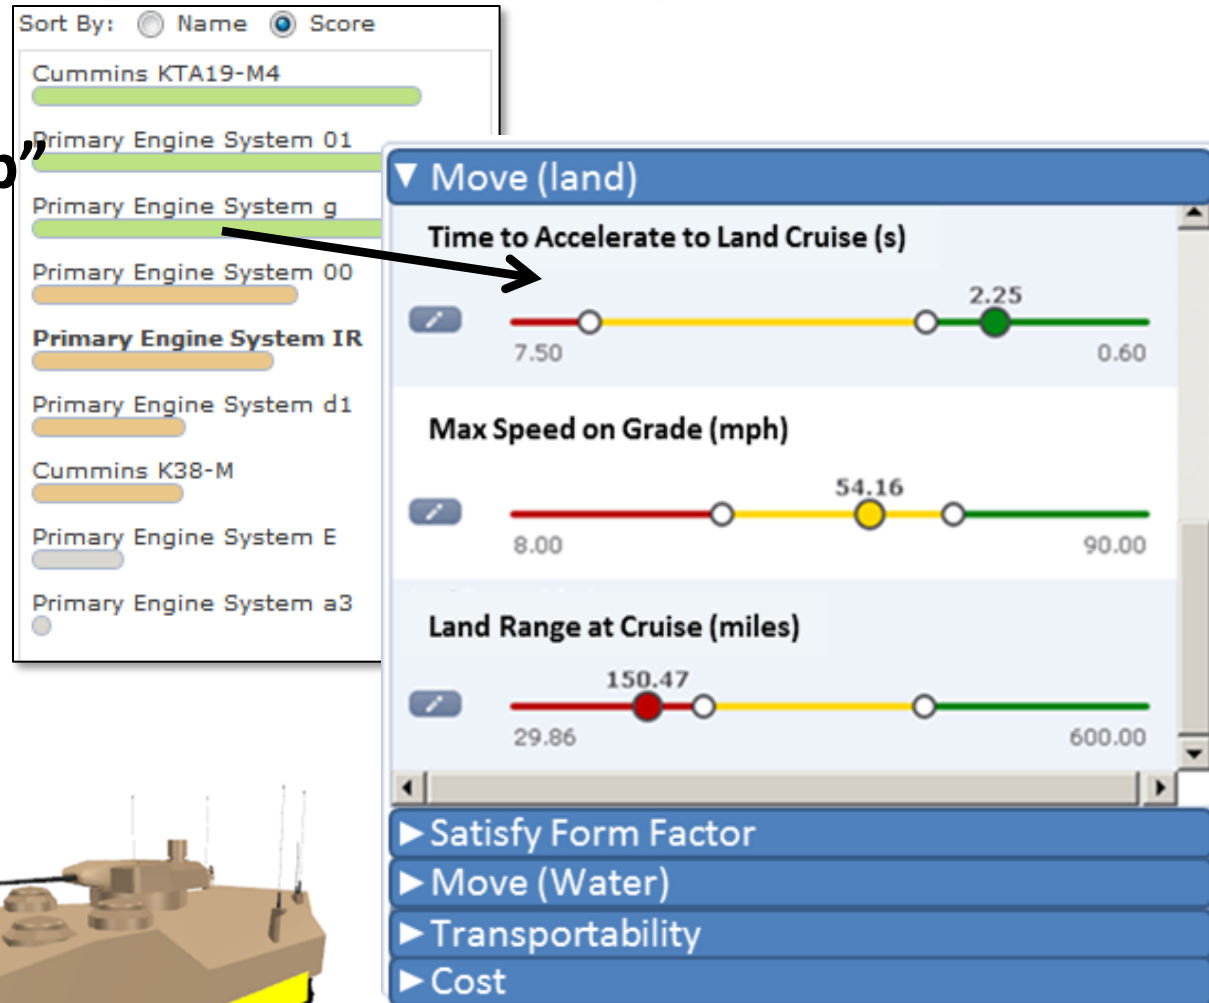 Sort By: Name Score
Cummins KTA19-M4
Primary Engine System 01
Primary Engine System g
Primary Engine System 00
Primary Engine System IR
Primary Engine System d1
Cummins K38-M
Primary Engine System E
Primary Engine System a3
▼ Move (land)
Time to Accelerate to Land Cruise (s)
2.25
7.50 0.60
Max Speed on Grade (mph)
54.16
8.00 90.00
Land Range at Cruise (miles)
150.47
29.86 600.00
► Satisfy Form Factor
► Move (Water)
► Transportability
► Cost